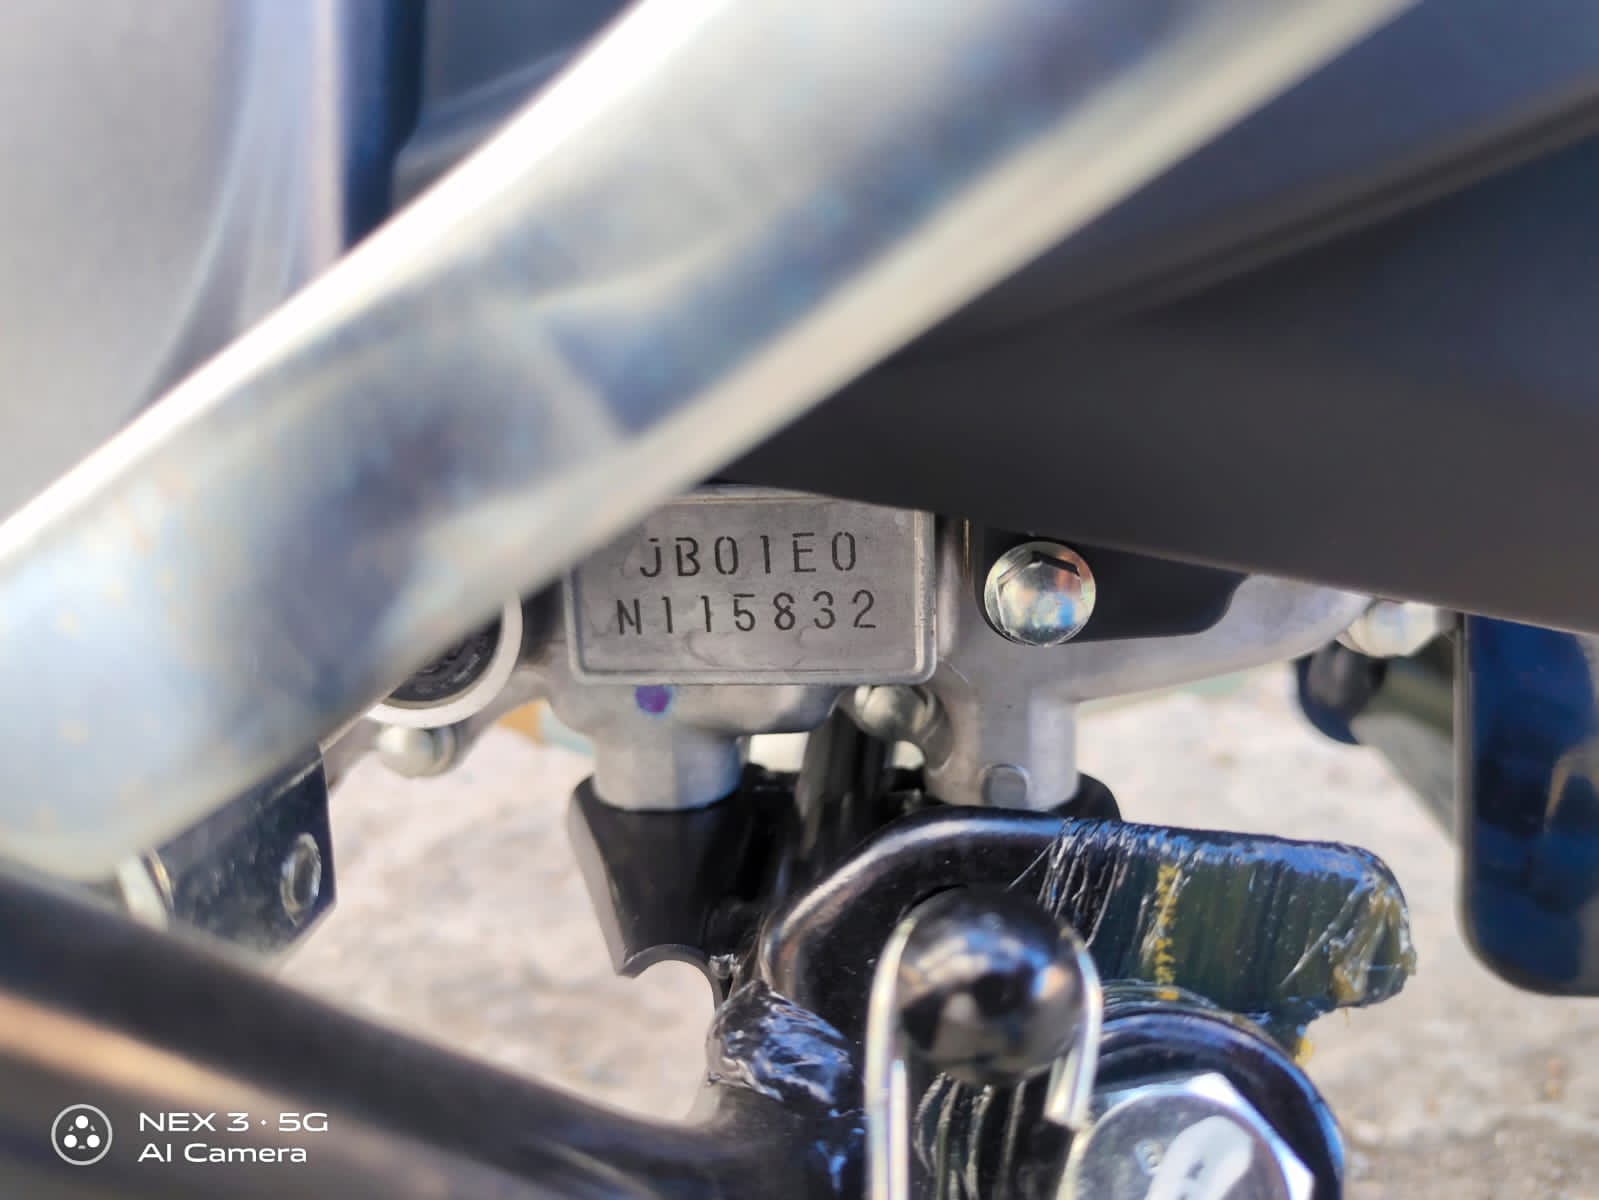 JB01E0
N115832
NEX 3 · 5G
AI Camera